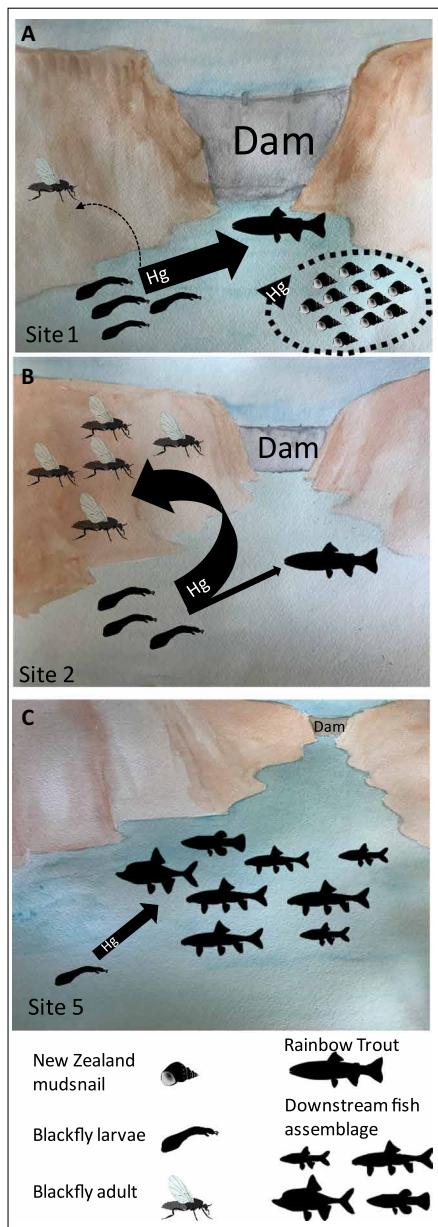 A
Dam
Hg
Hg
Site 1
B
Dam
Hg
Site 2
C
Dam
Hg
Site 5
New Zealand
mudsnail
Rainbow Trout
Blackfly larvae
Downstream fish
assemblage
Blackfly adult